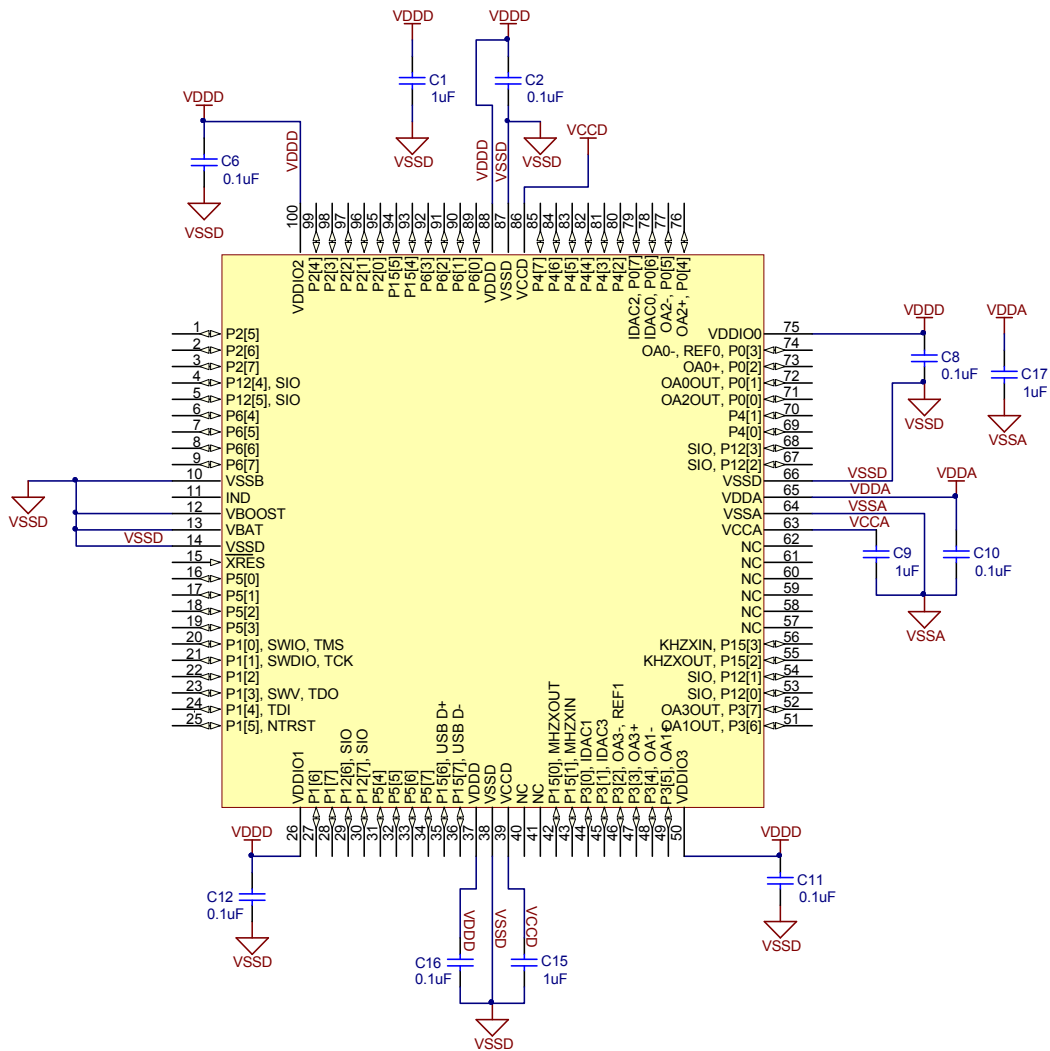 VDDD
VDDD
C1
1uF
C2
0.1uF
VDDD
VCCD
VSSD
VSSD
C6
0.1uF
VDDD
VDDD
VSSD
VSSD
100
99
98
97
96
95
94
93
92
91
90
89
88
87
86
85
84
83
82
81
80
79
78
77
76
VDDIO2
P2[4]
P2[3]
P2[2]
P2[1]
P2[0]
P15[5]
P15[4]
P6[3]
P6[2]
P6[1]
P6[0]
VDDD
VSSD
VCCD
P4[7]
P4[6]
P4[5]
P4[4]
P4[3]
P4[2]
IDAC2, P0[7]
IDAC0, P0[6]
OA2-, P0[5]
OA2+, P0[4]
1 P2[5]
2 P2[6]
3 P2[7]
4 P12[4], SIO
5 P12[5], SIO
6 P6[4]
7 P6[5]
8 P6[6]
9 P6[7]
10 VSSB
11 IND
12 VBOOST
13 VBAT
VSSD 14 VSSD
15 XRES
16 P5[0]
17 P5[1]
18 P5[2]
19 P5[3]
20 P1[0], SWIO, TMS
21 P1[1], SWDIO, TCK
22 P1[2]
23 P1[3], SWV, TDO
24 P1[4], TDI
25 P1[5], NTRST
VSSD
VDDIO0 75
OA0-, REF0, P0[3] 74
OA0+, P0[2] 73
OA0OUT, P0[1] 72
OA2OUT, P0[0] 71
P4[1] 70
P4[0] 69
SIO, P12[3] 68
SIO, P12[2] 67
VSSD 66 VSSD
VDDA 65 VDDA
VSSA 64 VSSA
VCCA 63 VCCA
NC 62
NC 61
NC 60
NC 59
NC 58
NC 57
KHZXIN, P15[3] 56
KHZXOUT, P15[2] 55
SIO, P12[1] 54
SIO, P12[0] 53
OA3OUT, P3[7] 52
OA1OUT, P3[6] 51
VDDD
C8
0.1uF
VSSD
VDDA
C17
1uF
VSSA
VDDA
C9
1uF
C10
0.1uF
VSSA
VDDIO1
P1[6]
P1[7]
P12[6], SIO
P12[7], SIO
P5[4]
P5[5]
P5[6]
P5[7]
P15[6], USB D+
P15[7], USB D-
VDDD
VSSD
VCCD
NC
NC
P15[0], MHZXOUT
P15[1], MHZXIN
P3[0], IDAC1
P3[1], IDAC3
P3[2], OA3-, REF1
P3[3], OA3+
P3[4], OA1-
P3[5], OA1+
VDDIO3
26
27
28
29
30
31
32
33
34
35
36
37
38
39
40
41
42
43
44
45
46
47
48
49
50
VDDD
C12
0.1uF
VSSD
VDDD
VSSD
VCCD
C16
0.1uF
C15
1uF
VSSD
VDDD
C11
0.1uF
VSSD